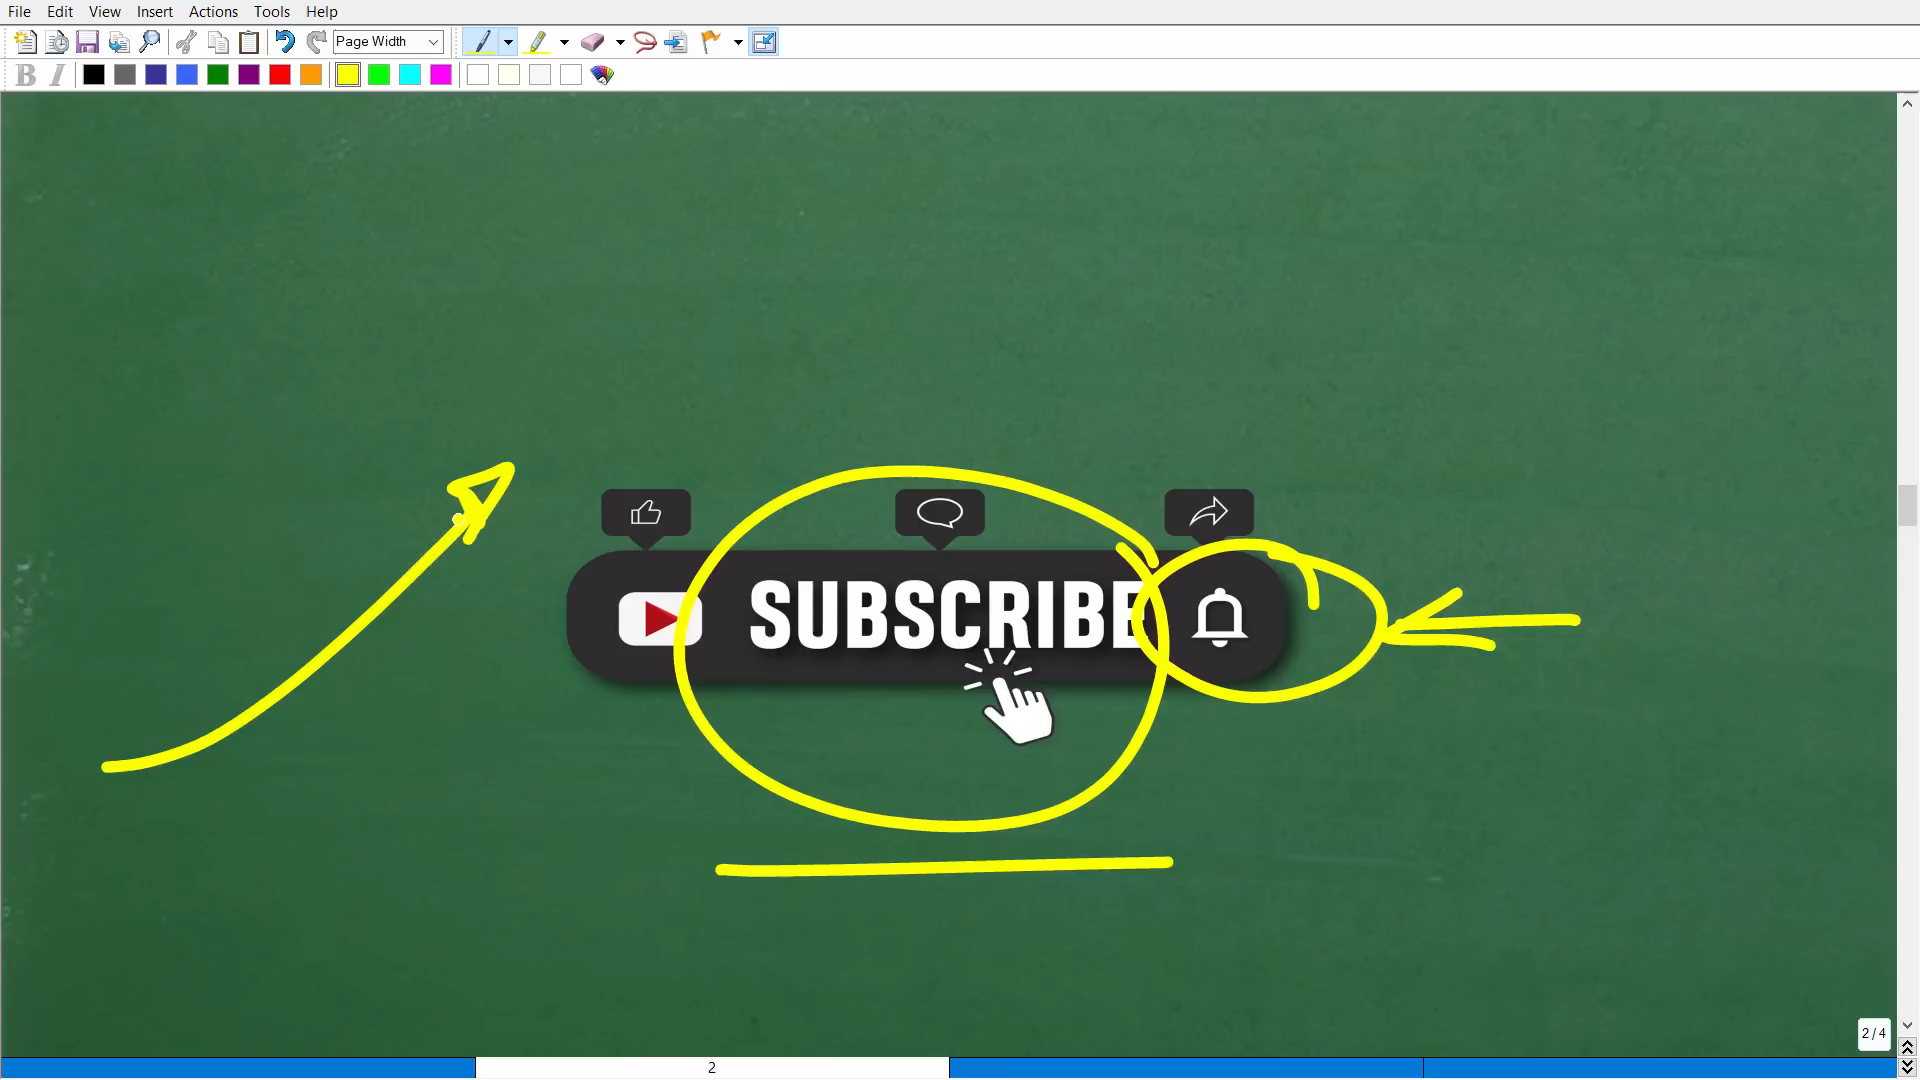 File Edit View Insert Actions Tools Help
Page Width
B I
SUBSCRIBE
2 / 4
2